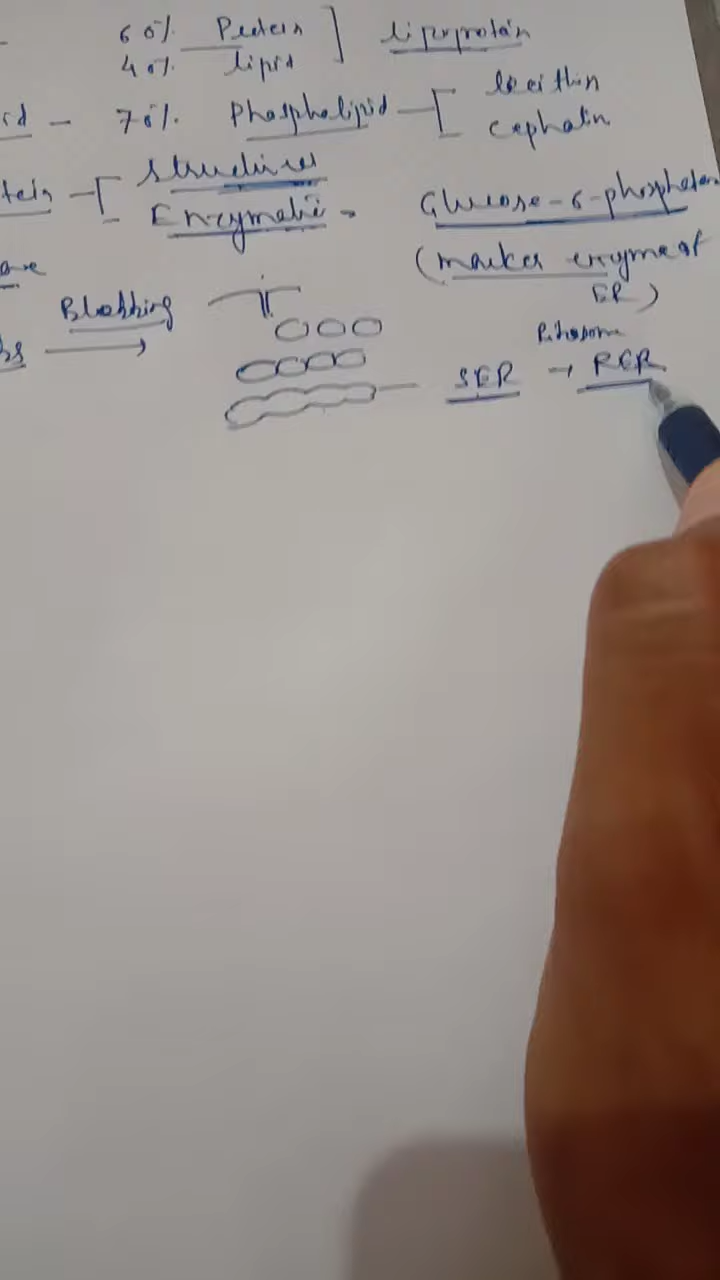 60% Protein ] lipoprotein
40% lipid
- 70% Phospholipid - [ lecithin
cephalin
- [ Structures
Enzymatic - Glucose-6-phosphatase
(marker enzyme of
ER)
Blebbing
Ribosome
SER → RER